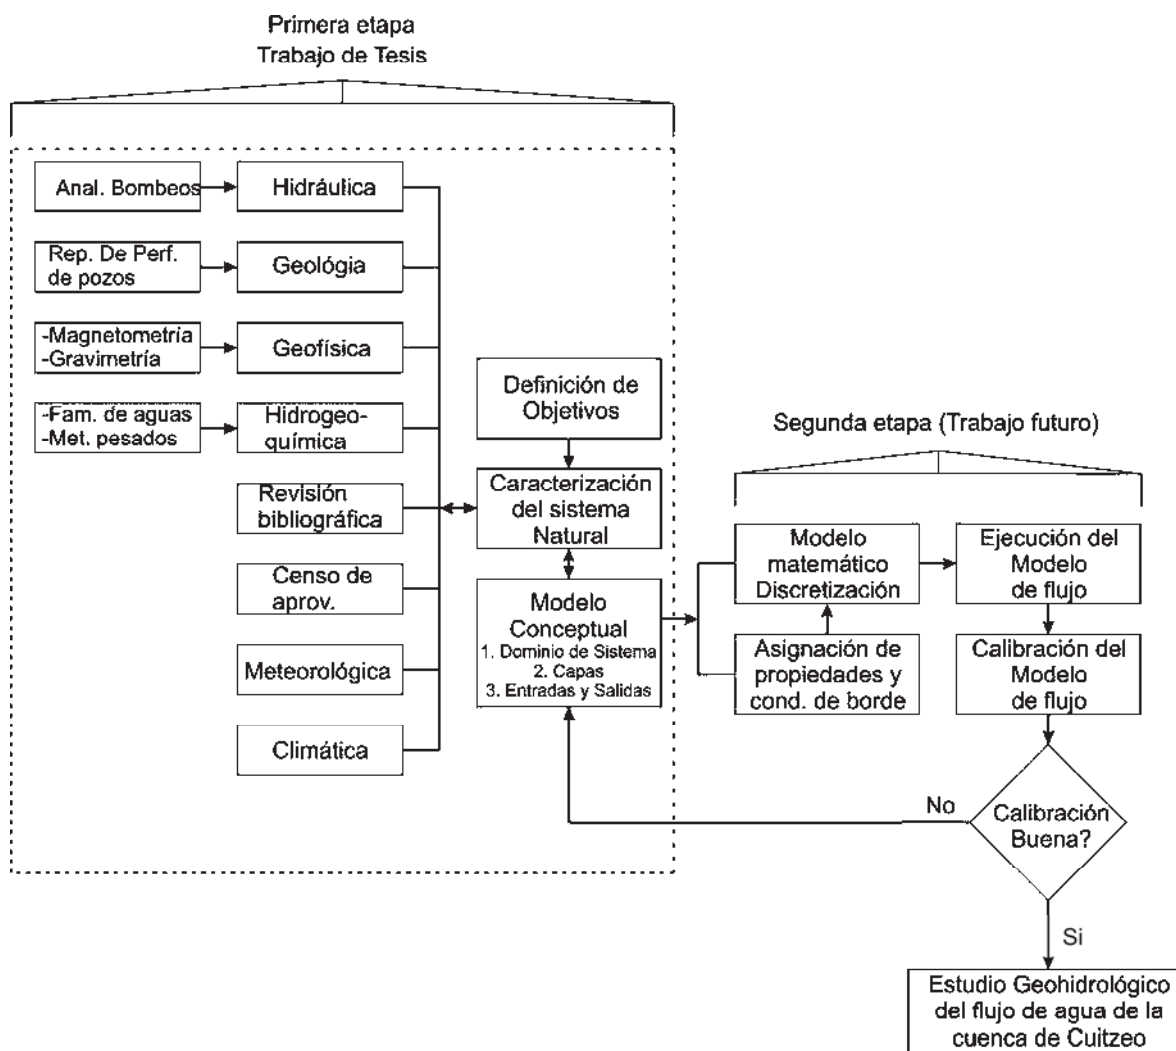 Primera etapa
Trabajo de Tesis
Anal. Bombeos
Hidráulica
Rep. De Perf.
de pozos
Geológia
-Magnetometría
-Gravimetría
Geofísica
-Fam. de aguas
-Met. pesados
Hidrogeo-
química
Revisión
bibliográfica
Censo de
aprov.
Meteorológica
Climática
Definición de
Objetivos
Caracterización
del sistema
Natural
Modelo
Conceptual
1. Dominio de Sistema
2. Capas
3. Entradas y Salidas
Segunda etapa (Trabajo futuro)
Modelo
matemático
Discretización
Asignación de
propiedades y
cond. de borde
Ejecución del
Modelo
de flujo
Calibración del
Modelo
de flujo
Calibración
Buena?
No
Si
Estudio Geohidrológico
del flujo de agua de la
cuenca de Cuitzeo